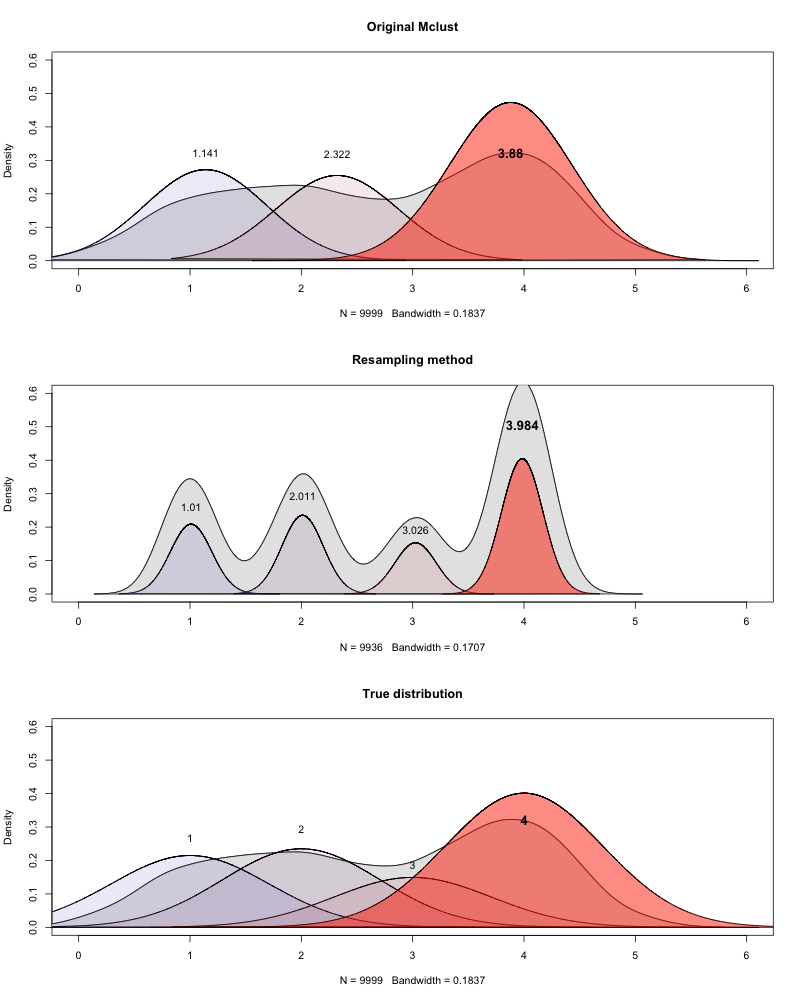 Original Mclust
Density
0.0 0.1 0.2 0.3 0.4 0.5 0.6
1.141
2.322
3.88
0 1 2 3 4 5 6
N = 9999 Bandwidth = 0.1837
Resampling method
Density
0.0 0.1 0.2 0.3 0.4 0.5 0.6
1.01
2.011
3.026
3.984
0 1 2 3 4 5 6
N = 9936 Bandwidth = 0.1707
True distribution
Density
0.0 0.1 0.2 0.3 0.4 0.5 0.6
1
2
3
4
0 1 2 3 4 5 6
N = 9999 Bandwidth = 0.1837